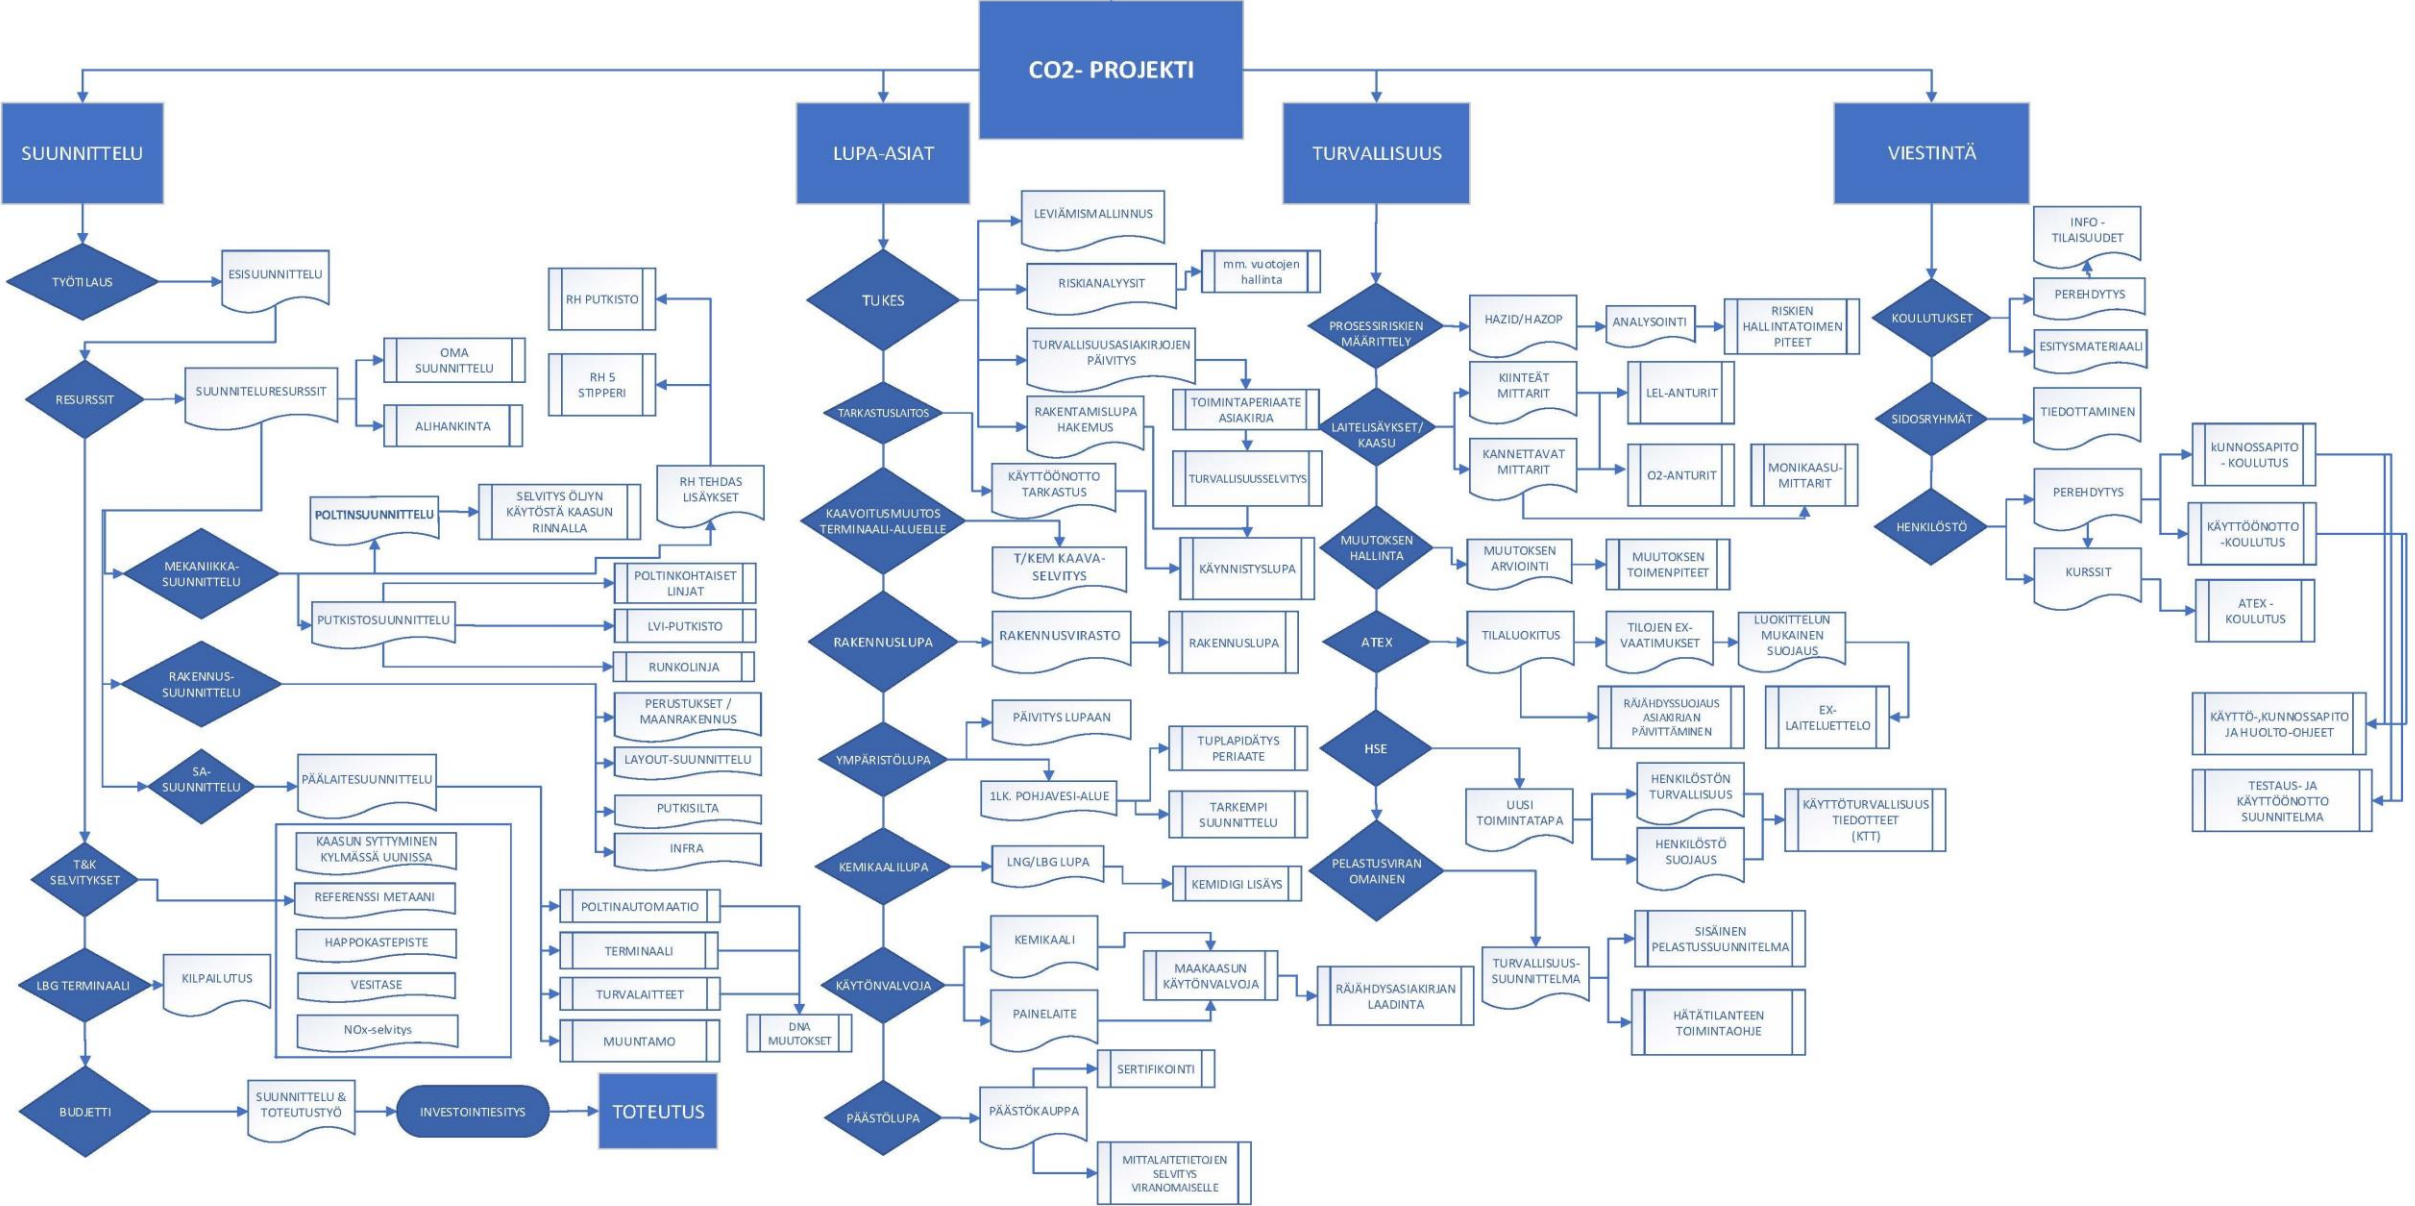 CO2- PROJEKTI
SUUNNITTELU
TYÖTILAUS
ESISUUNNITTELU
RESURSSIT
SUUNNITELURESURSSIT
OMA
SUUNNITTELU
ALIHANKINTA
RH PUTKISTO
RH 5
STIPPERI
RH TEHDAS
LISÄYKSET
POLTINSUUNNITTELU
SELVITYS ÖLJYN
KÄYTÖSTÄ KAASUN
RINNALLA
MEKANIIKKA-
SUUNNITTELU
PUTKISTOSUUNNITTELU
POLTINKOHTAISET
LINJAT
LVI-PUTKISTO
RUNKOLINJA
RAKENNUS-
SUUNNITTELU
PERUSTUKSET /
MAANRAKENNUS
LAYOUT-SUUNNITTELU
PUTKISILTA
INFRA
SA-
SUUNNITTELU
PÄÄLAITESUUNNITTELU
T&K
SELVITYKSET
KAASUN SYTTYMINEN
KYLMÄSSÄ UUNISSA
REFERENSSI METAANI
HAPPOKASTEPISTE
VESITASE
NOx-selvitys
POLTINAUTOMAATIO
TERMINAALI
TURVALAITTEET
MUUNTAMO
DNA
MUUTOKSET
LBG TERMINAALI
KILPAILUTUS
BUDJETTI
SUUNNITTELU &
TOTEUTUSTYÖ
INVESTOINTIESITYS
TOTEUTUS
LUPA-ASIAT
TUKES
LEVIÄMISMALLINNUS
RISKIANALYYSIT
mm. vuotojen
hallinta
TURVALLISUUSASIAKIRJOJEN
PÄIVITYS
TOIMINTAPERIAATE
ASIAKIRJA
RAKENTAMISLUPA
HAKEMUS
TURVALLISUUSSELVITYS
TARKASTUSLAITOS
KÄYTTÖÖNOTTO
TARKASTUS
KÄYNNISTYSLUPA
KAAVOITUSMUUTOS
TERMINAALI-ALUEELLE
T/KEM KAAVA-
SELVITYS
RAKENNUSLUPA
RAKENNUSVIRASTO
RAKENNUSLUPA
YMPÄRISTÖLUPA
PÄIVITYS LUPAAN
1LK. POHJAVESI-ALUE
TUPLAPIDÄTYS
PERIAATE
TARKEMPI
SUUNNITTELU
KEMIKAALILUPA
LNG/LBG LUPA
KEMIDIGI LISÄYS
KÄYTÖNVALVOJA
KEMIKAALI
PAINELAITE
MAAKAASUN
KÄYTÖNVALVOJA
RÄJÄHDYSASIAKIRJAN
LAADINTA
PÄÄSTÖLUPA
PÄÄSTÖKAUPPA
SERTIFIKOINTI
MITTALAITETIETOJEN
SELVITYS
VIRANOMAISELLE
TURVALLISUUS
PROSESSIRISKIEN
MÄÄRITTELY
HAZID/HAZOP
ANALYSOINTI
RISKIEN
HALLINTATOIMEN
PITEET
LAITELISÄYKSET/
KAASU
KIINTEÄT
MITTARIT
KANNETTAVAT
MITTARIT
LEL-ANTURIT
O2-ANTURIT
MONIKAASU-
MITTARIT
MUUTOKSEN
HALLINTA
MUUTOKSEN
ARVIOINTI
MUUTOKSEN
TOIMENPITEET
ATEX
TILALUOKITUS
TILOJEN EX-
VAATIMUKSET
LUOKITTELUN
MUKAINEN
SUOJAUS
RÄJÄHDYSSUOJAUS
ASIAKIRJAN
PÄIVITTÄMINEN
EX-
LAITELUETTELO
HSE
UUSI
TOIMINTATAPA
HENKILÖSTÖN
TURVALLISUUS
HENKILÖSTÖ
SUOJAUS
KÄYTTÖTURVALLISUUS
TIEDOTTEET
(KTT)
PELASTUSVIRAN
OMAINEN
TURVALLISUUS-
SUUNNITTELMA
SISÄINEN
PELASTUSSUUNNITELMA
HÄTÄTILANTEEN
TOIMINTAOHJE
VIESTINTÄ
KOULUTUKSET
INFO -
TILAISUUDET
PEREHDYTYS
ESITYSMATERIAALI
SIDOSRYHMÄT
TIEDOTTAMINEN
HENKILÖSTÖ
PEREHDYTYS
KURSSIT
kUNNOSSAPITO
- KOULUTUS
KÄYTTÖÖNOTTO
-KOULUTUS
ATEX -
KOULUTUS
KÄYTTÖ-,KUNNOSSAPITO
JA HUOLTO-OHJEET
TESTAUS- JA
KÄYTTÖÖNOTTO
SUUNNITELMA